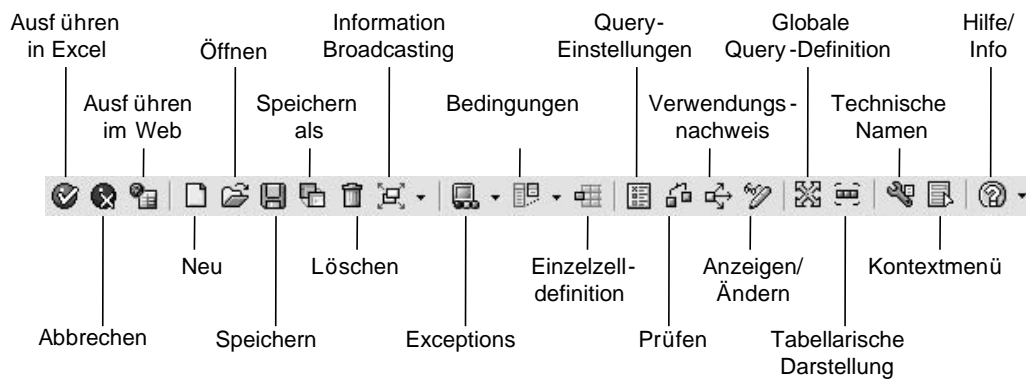 Ausf ühren
in Excel
Öffnen
Information
Broadcasting
Query-
Einstellungen
Globale
Query -Definition
Hilfe/
Info
Ausf ühren
im Web
Speichern
als
Bedingungen
Verwendungs -
nachweis
Technische
Namen
Neu
Löschen
Einzelzell-
definition
Anzeigen/
Ändern
Kontextmenü
Abbrechen
Speichern
Exceptions
Prüfen
Tabellarische
Darstellung